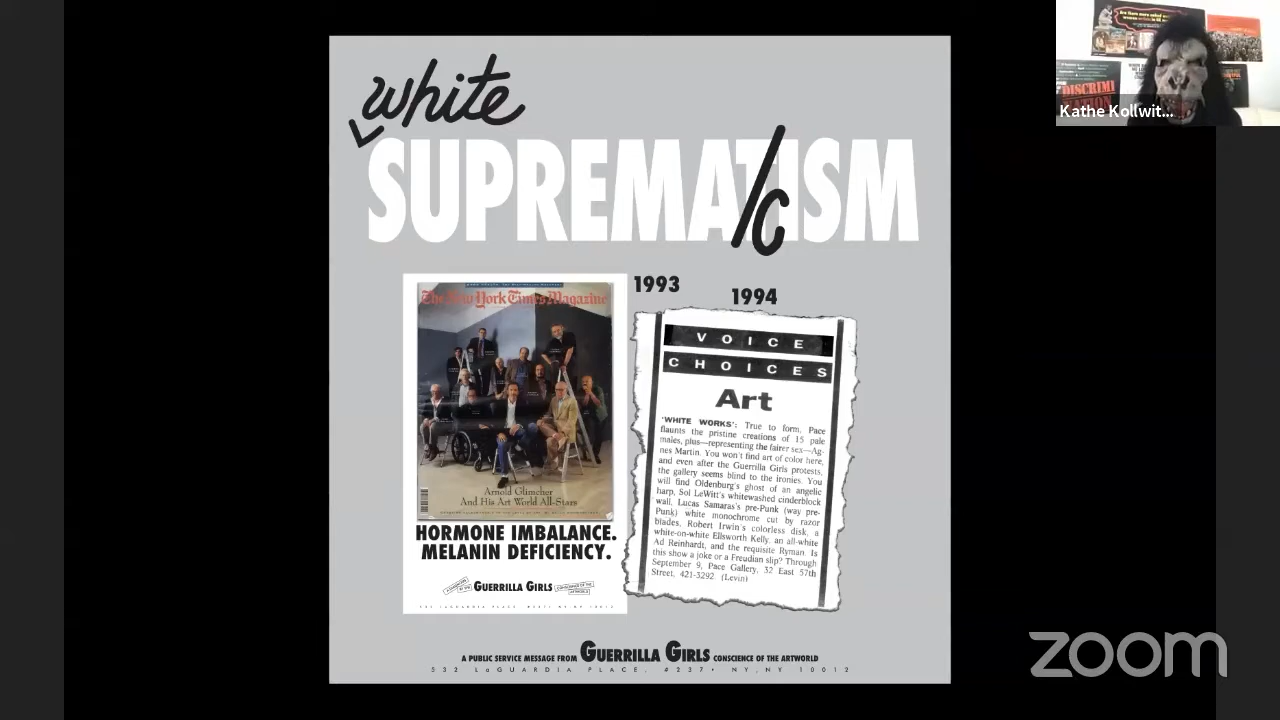 white
SUPREMAT/CISM
1993
1994
The New York Times Magazine
Arnold Glimcher
And His Art World All-Stars
HORMONE IMBALANCE.
MELANIN DEFICIENCY.
GUERRILLA GIRLS
VOICE
CHOICES
Art
'WHITE WORKS': True to form, Pace
flaunts the pristine creations of 15 pale
males, plus—representing the fairer sex—Ag-
nes Martin. You won't find art of color here,
and even after the Guerrilla Girls protests,
the gallery seems blind to the ironies. You
will find Oldenburg's ghost of an angelic
harp, Sol LeWitt's whitewashed cinderblock
wall, Lucas Samaras's pre-Punk (way pre-
Punk) white monochrome cut by razor
blades, Robert Irwin's colorless disk, a
white-on-white Ellsworth Kelly, an all-white
Ad Reinhardt, and the requisite Ryman. Is
this show a joke or a Freudian slip? Through
September 9, Pace Gallery, 32 East 57th
Street, 421-3292 (Levin)
A PUBLIC SERVICE MESSAGE FROM GUERRILLA GIRLS CONSCIENCE OF THE ARTWORLD
532 LaGUARDIA PLACE, #237 • NY, NY 10012
DISCRIMI
NATION
Kathe Kollwit...
zoom